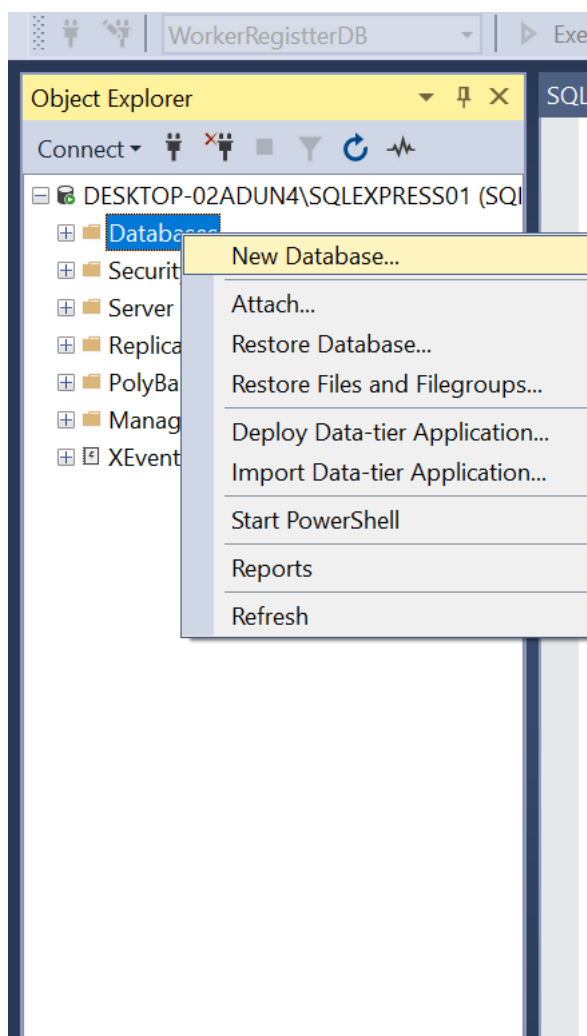 WorkerRegistterDB
Exe
Object Explorer
SQL
Connect
DESKTOP-02ADUN4\SQLEXPRESS01 (SQL
Databases
New Database...
Securit
Attach...
Server
Replica
Restore Database...
PolyBa
Restore Files and Filegroups...
Manag
Deploy Data-tier Application...
XEvent
Import Data-tier Application...
Start PowerShell
Reports
Refresh